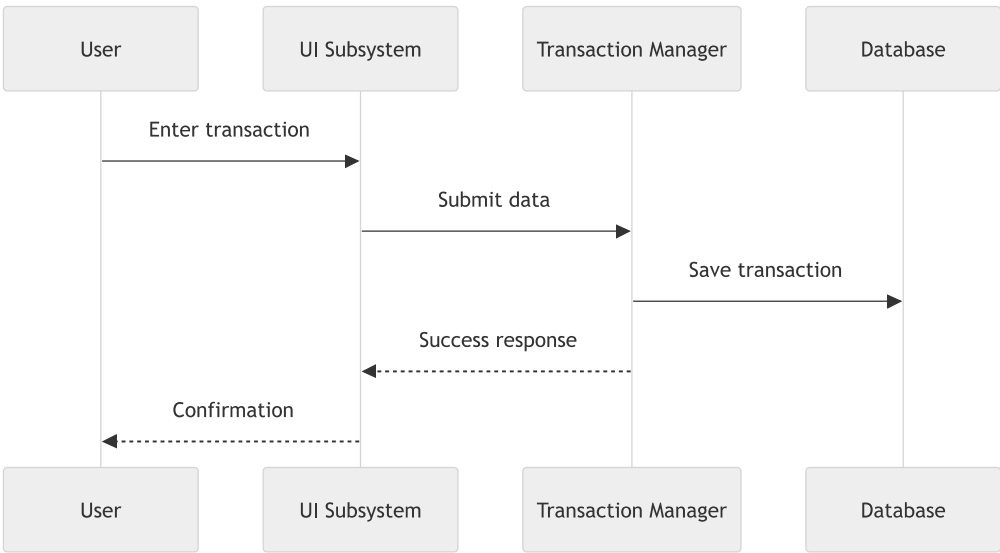 User
UI Subsystem
Transaction Manager
Database
Enter transaction
Submit data
Save transaction
Success response
Confirmation
User
UI Subsystem
Transaction Manager
Database